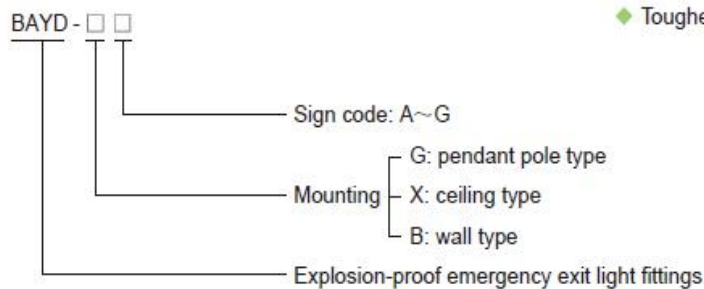 BAYD - □ □
◆ Toughe
Sign code: A～G
G: pendant pole type
Mounting
X: ceiling type
B: wall type
Explosion-proof emergency exit light fittings